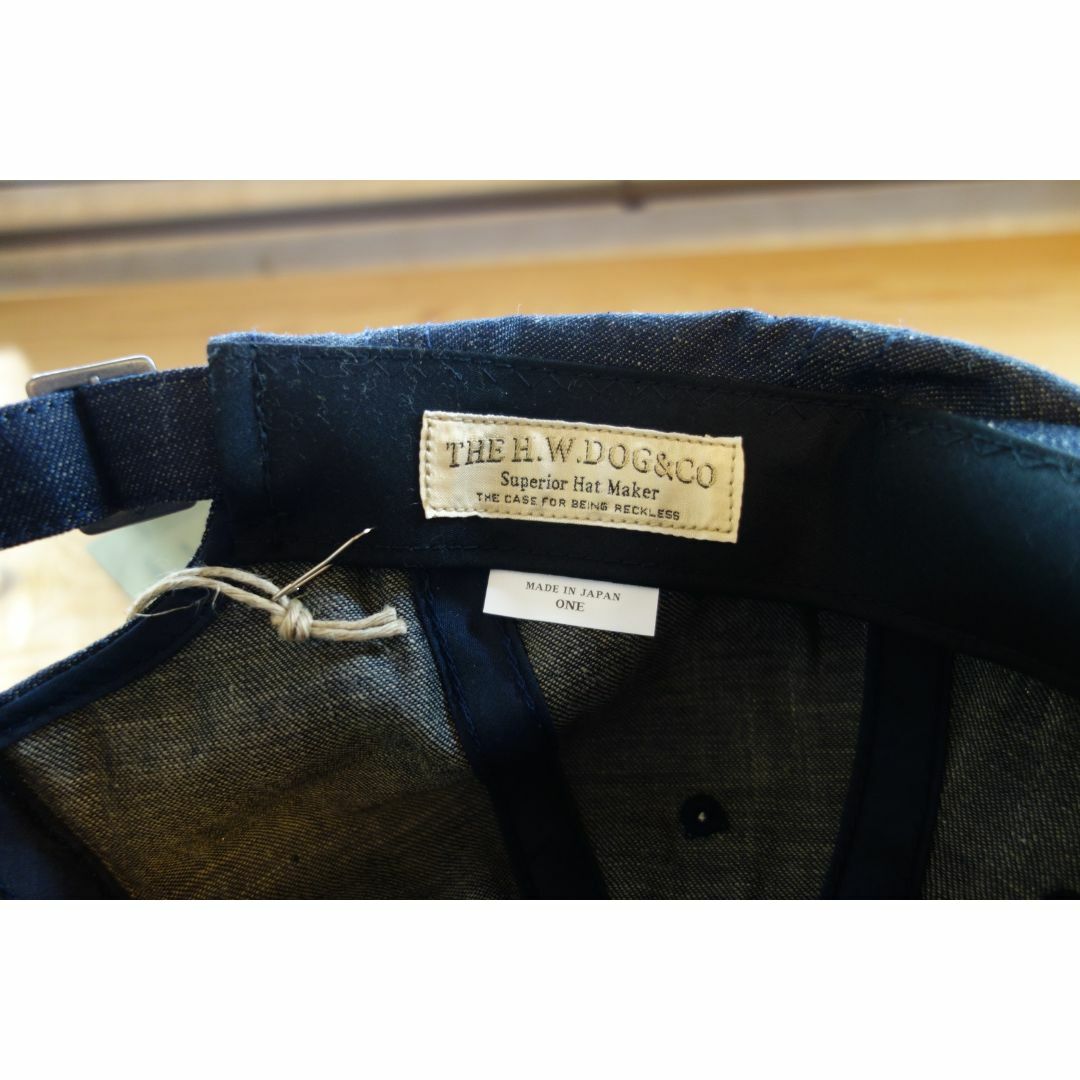 THE H.W.DOG&CO
Superior Hat Maker
THE CASE FOR BEING RECKLESS
MADE IN JAPAN
ONE